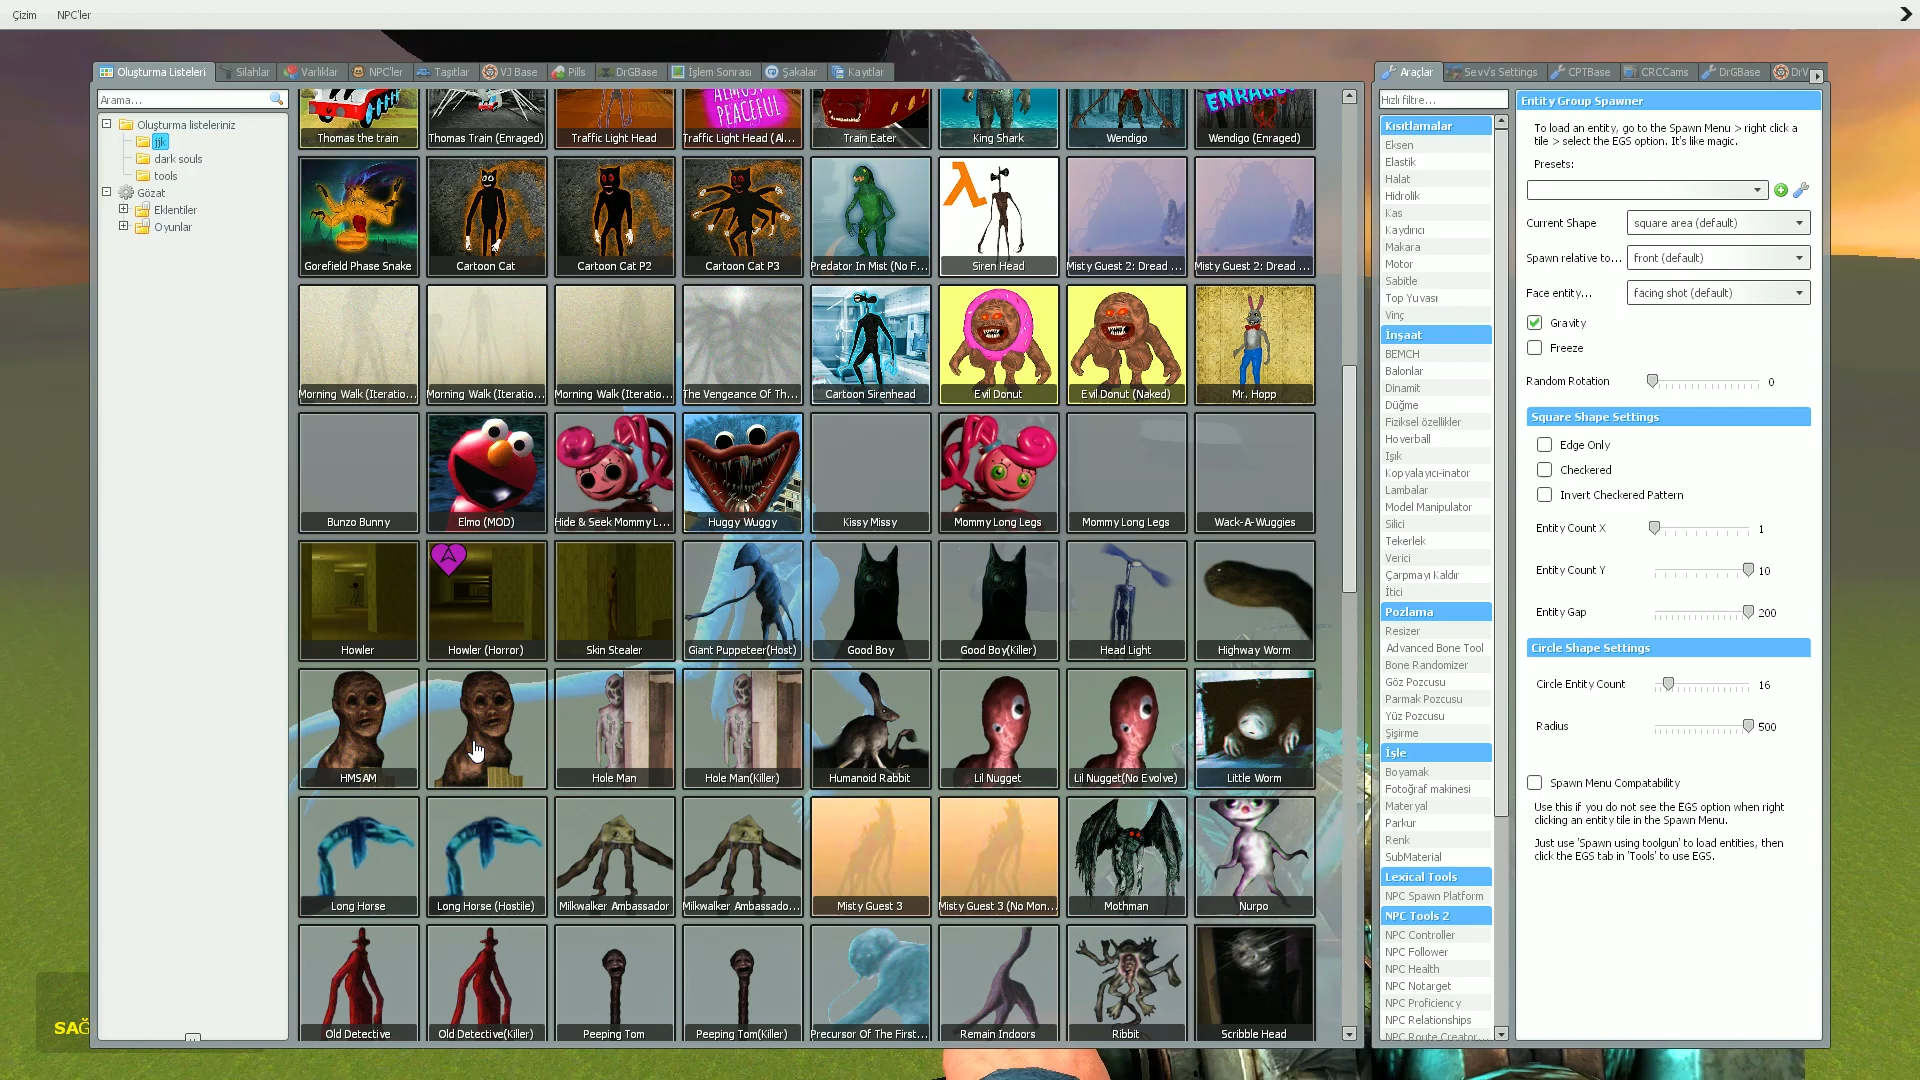 Çizim NPC'ler
Oluşturma Listeleri Silahlar Varlıklar NPC'ler Taşıtlar VJ Base Pills DrGBase İşlem Sonrası Şakalar Kayıtlar
Arama...
Oluşturma listeleriniz
jjk
dark souls
tools
Gözat
Eklentiler
Oyunlar
Thomas the train
Thomas Train (Enraged)
Traffic Light Head
ALMOST PEACEFUL
Traffic Light Head (Al...
Train Eater
King Shark
Wendigo
ENRAGED
Wendigo (Enraged)
Gorefield Phase Snake
Cartoon Cat
Cartoon Cat P2
Cartoon Cat P3
Predator In Mist (No F...
Siren Head
Misty Guest 2: Dread ...
Misty Guest 2: Dread ...
Morning Walk (Iteratio...
Morning Walk (Iteratio...
Morning Walk (Iteratio...
The Vengeance Of Th...
Cartoon Sirenhead
Evil Donut
Evil Donut (Naked)
Mr. Hopp
Bunzo Bunny
Elmo (MOD)
Hide & Seek Mommy L...
Huggy Wuggy
Kissy Missy
Mommy Long Legs
Mommy Long Legs
Wack-A-Wuggies
Howler
Howler (Horror)
Skin Stealer
Giant Puppeteer(Host)
Good Boy
Good Boy(Killer)
Head Light
Highway Worm
HMSAM
Hole Man
Hole Man(Killer)
Humanoid Rabbit
Lil Nugget
Lil Nugget(No Evolve)
Little Worm
Long Horse
Long Horse (Hostile)
Milkwalker Ambassador
Milkwalker Ambassado...
Misty Guest 3
Misty Guest 3 (No Mon...
Mothman
Nurpo
Old Detective
Old Detective(Killer)
Peeping Tom
Peeping Tom(Killer)
Precursor Of The First...
Remain Indoors
Ribbit
Scribble Head
SAĞ
Araçlar Sevv's Settings CPTBase CRCCams DrGBase DrV
Hızlı filtre...
Kısıtlamalar
Eksen
Elastik
Halat
Hidrolik
Kas
Kaydırıcı
Makara
Motor
Sabitle
Top Yuvası
Vinç
İnşaat
BEMCH
Balonlar
Dinamit
Düğme
Fiziksel özellikler
Hoverball
Işık
Kopyalayıcı-inator
Lambalar
Model Manipulator
Silici
Tekerlek
Verici
Çarpmayı Kaldır
İtici
Pozlama
Resizer
Advanced Bone Tool
Bone Randomizer
Göz Pozcusu
Parmak Pozcusu
Yüz Pozcusu
Şişirme
İşle
Boyamak
Fotoğraf makinesi
Materyal
Parkur
Renk
SubMaterial
Lexical Tools
NPC Spawn Platform
NPC Tools 2
NPC Controller
NPC Follower
NPC Health
NPC Notarget
NPC Proficiency
NPC Relationships
NPC Route Creator...
Entity Group Spawner
To load an entity, go to the Spawn Menu > right click a
tile > select the EGS option. It's like magic.
Presets:
Current Shape square area (default)
Spawn relative to... front (default)
Face entity... facing shot (default)
Gravity
Freeze
Random Rotation 0
Square Shape Settings
Edge Only
Checkered
Invert Checkered Pattern
Entity Count X 1
Entity Count Y 10
Entity Gap 200
Circle Shape Settings
Circle Entity Count 16
Radius 500
Spawn Menu Compatability
Use this if you do not see the EGS option when right
clicking an entity tile in the Spawn Menu.
Just use 'Spawn using toolgun' to load entities, then
click the EGS tab in 'Tools' to use EGS.